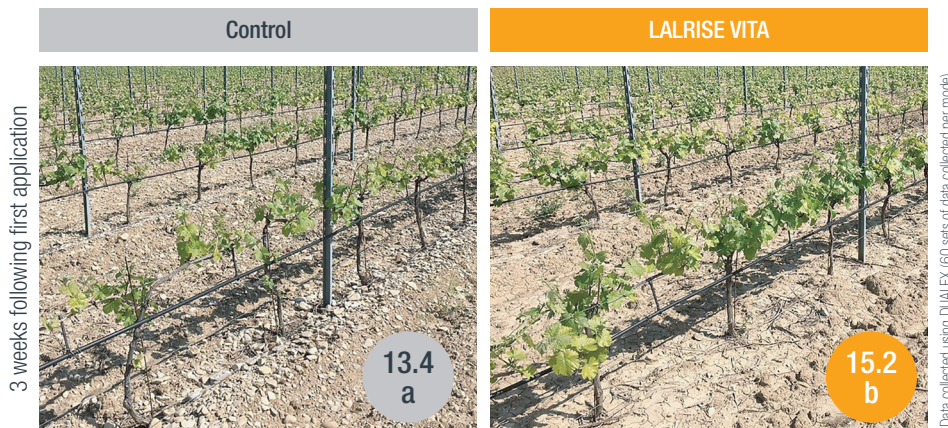 Control
LALRISE VITA
3 weeks following first application
13.4
a
15.2
b
Data collected using DUALEX (60 sets of data collected per mode)